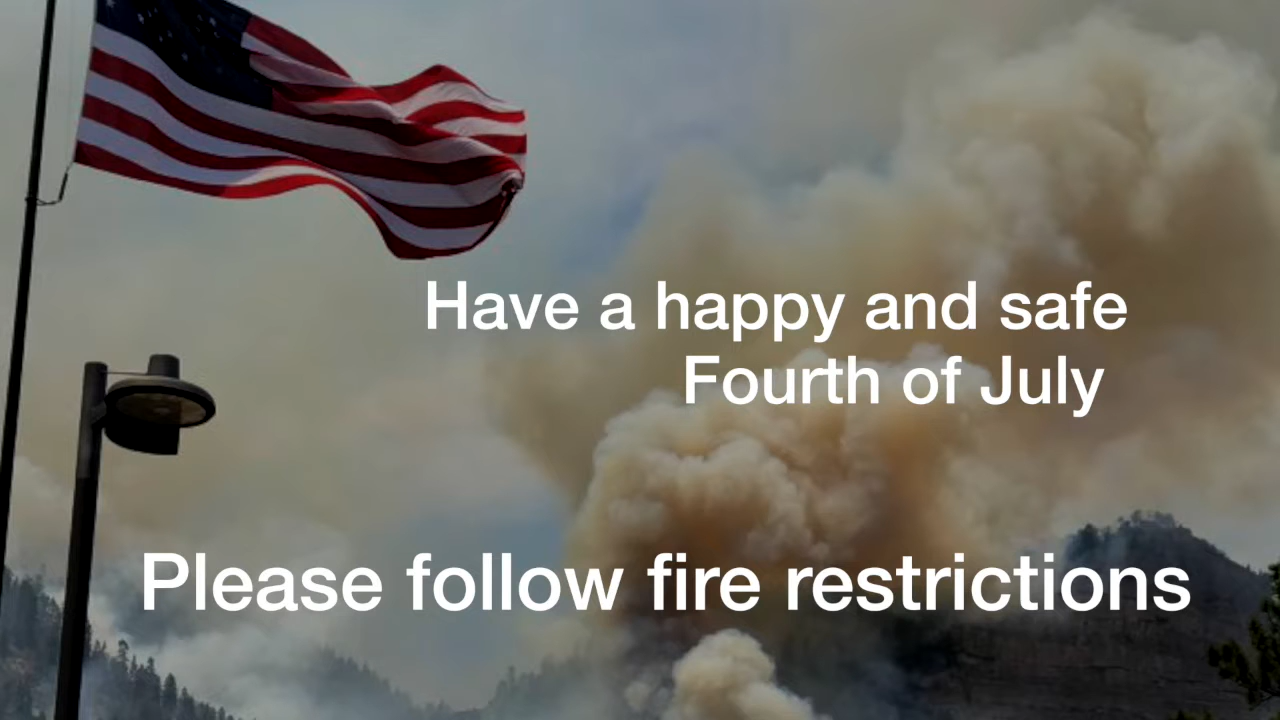 Have a happy and safe
Fourth of July
Please follow fire restrictions